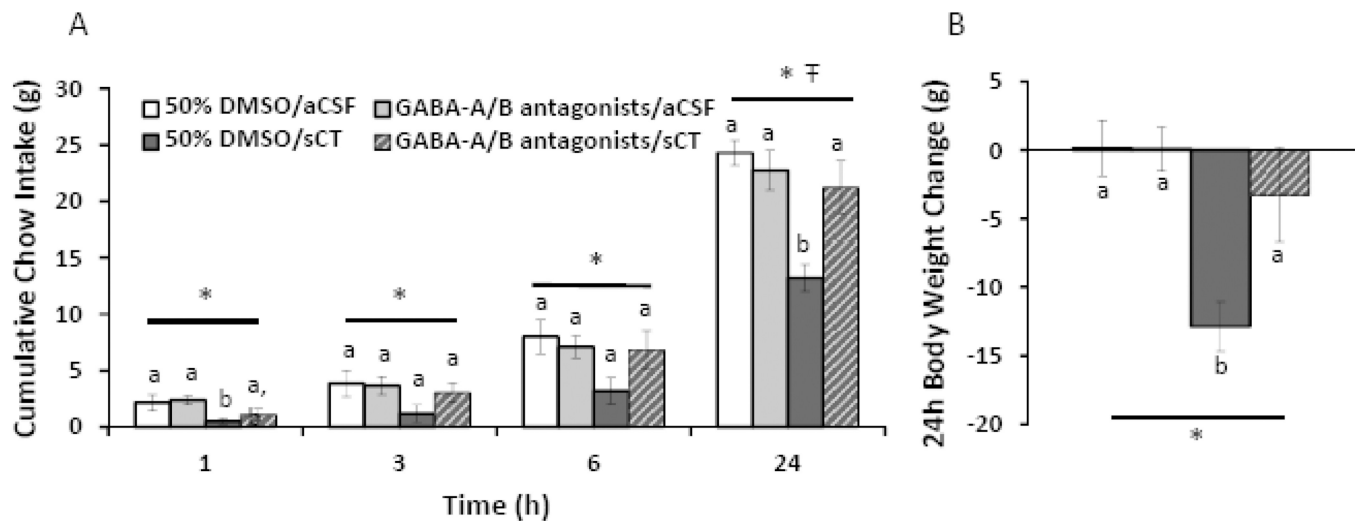 A
B
Cumulative Chow Intake (g)
30
25
20
15
10
5
0
50% DMSO/aCSF
GABA-A/B antagonists/aCSF
50% DMSO/sCT
GABA-A/B antagonists/sCT
*
a
a
b
a,
*
a
a
a
a
*
a
a
a
a
* Ŧ
a
a
b
a
1
3
6
24
Time (h)
24h Body Weight Change (g)
5
0
-5
-10
-15
-20
a
a
b
a
*